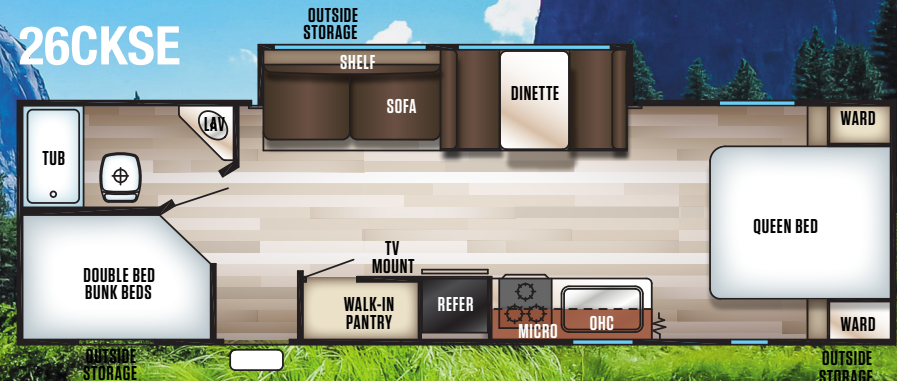 OUTSIDE
STORAGE
26CKSE
SHELF
SOFA
DINETTE
WARD
LAV
TUB
QUEEN BED
TV
MOUNT
DOUBLE BED
BUNK BEDS
WALK-IN
PANTRY
REFER
MICRO
OHC
WARD
OUTSIDE
STORAGE
OUTSIDE
STORAGE